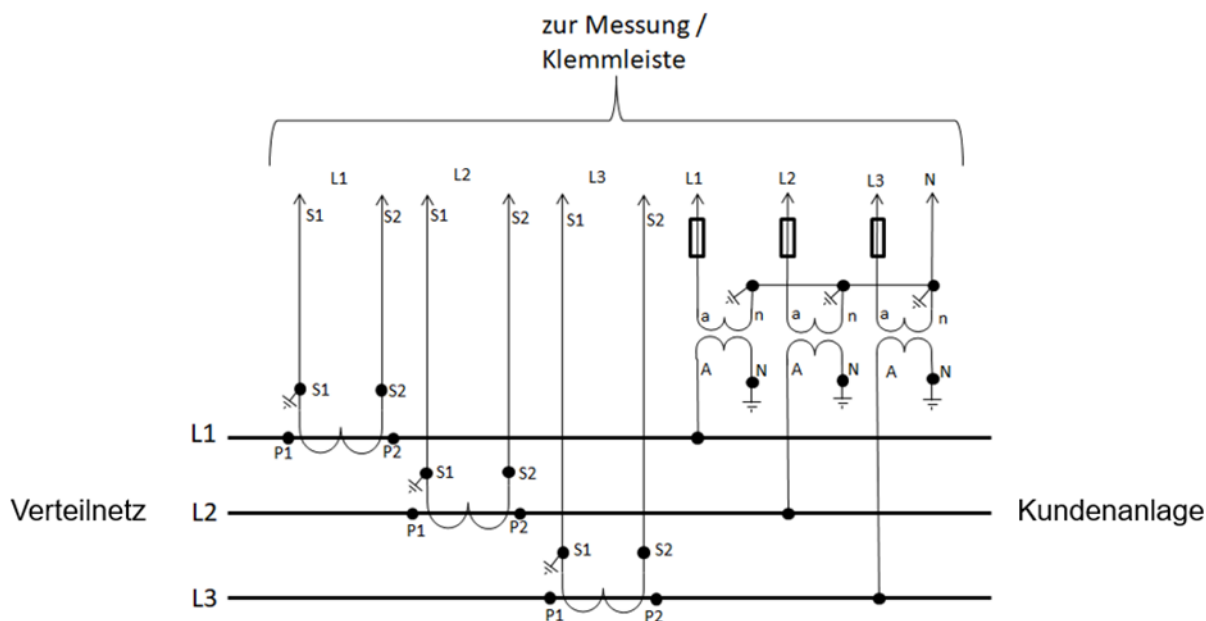 zur Messung /
Klemmleiste
L1 L2 L3 L1 L2 L3 N
S1 S2 S1 S2 S1 S2
a n a n a n
A N A N A N
S1 S2
L1
P1 P2
S1 S2
Verteilnetz L2 Kundenanlage
P1 P2
S1 S2
L3
P1 P2